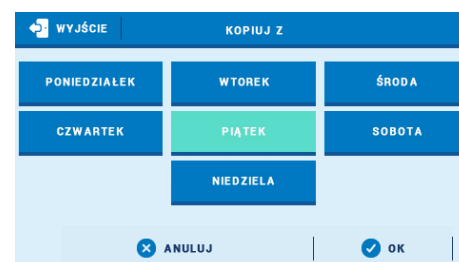 WYJŚCIE KOPIUJ Z
PONIEDZIAŁEK WTOREK ŚRODA
CZWARTEK PIĄTEK SOBOTA
NIEDZIELA
ANULUJ OK